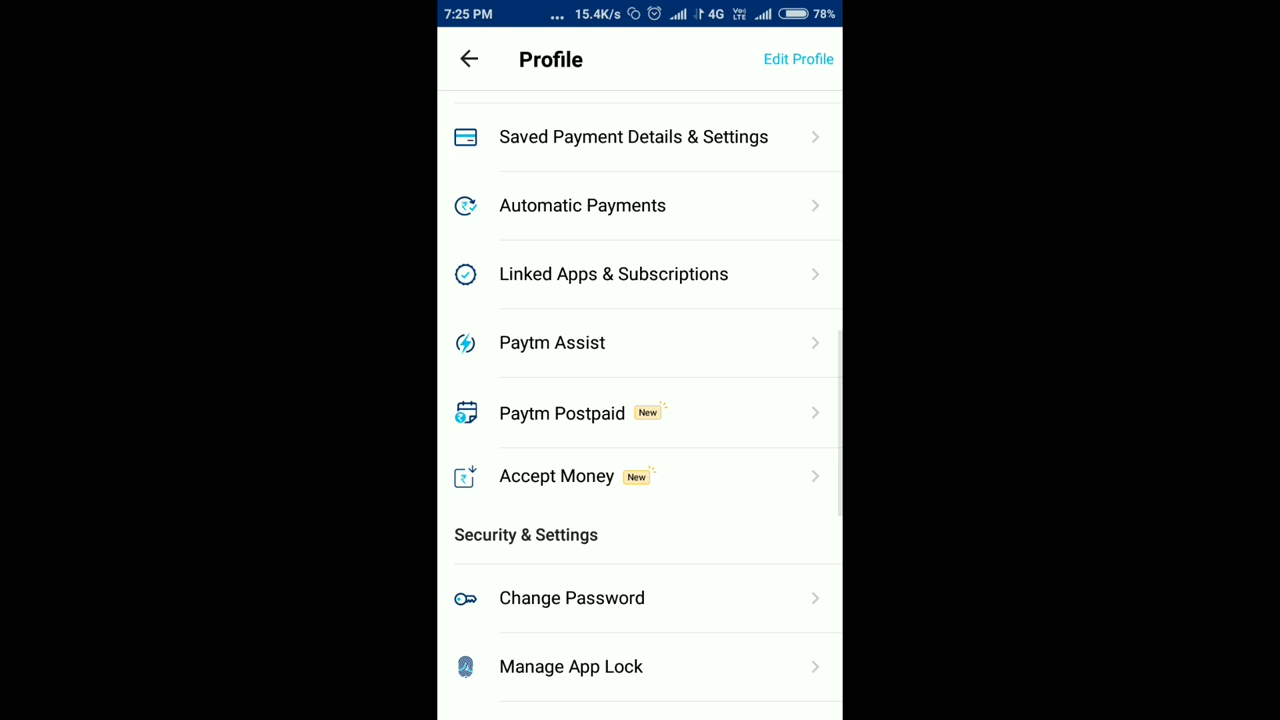 7:25 PM ... 15.4K/s 4G VoLTE 78%
Profile Edit Profile
Saved Payment Details & Settings
Automatic Payments
Linked Apps & Subscriptions
Paytm Assist
Paytm Postpaid New
Accept Money New
Security & Settings
Change Password
Manage App Lock